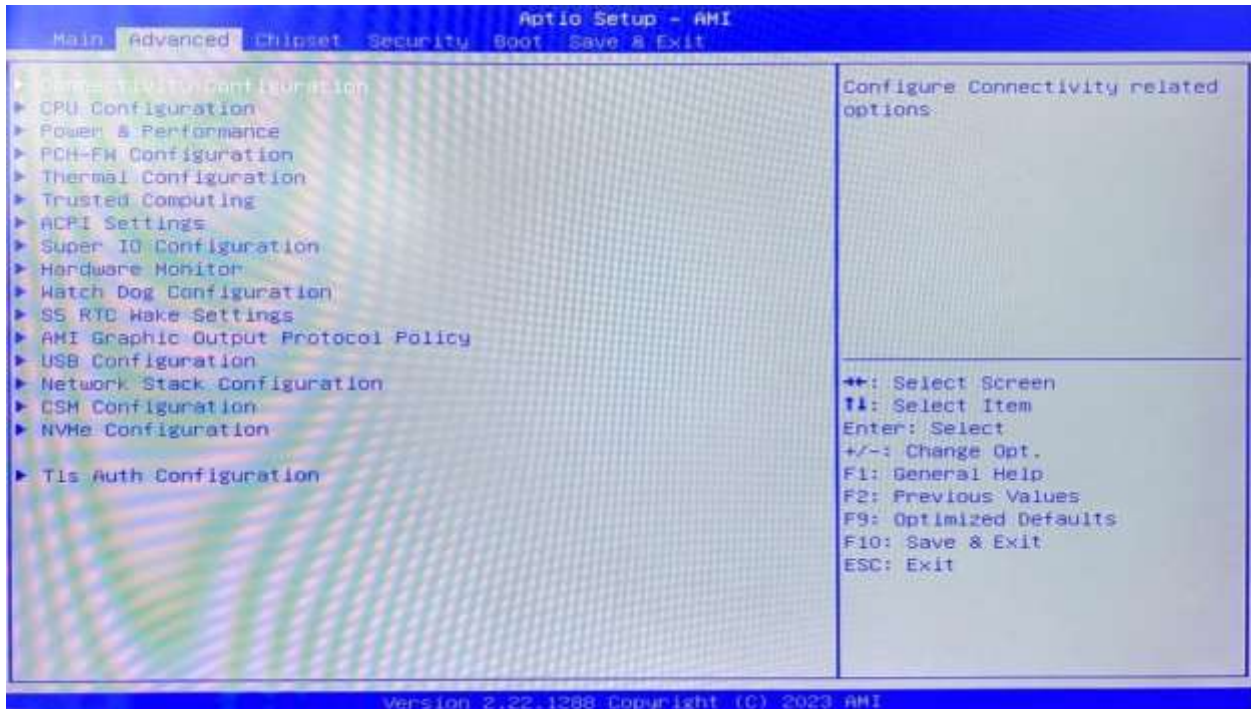 Aptio Setup - AMI
Main Advanced Chipset Security Boot Save & Exit
Connectivity Configuration
CPU Configuration
Power & Performance
PCH-FW Configuration
Thermal Configuration
Trusted Computing
ACPI Settings
Super IO Configuration
Hardware Monitor
Watch Dog Configuration
S5 RTC Wake Settings
AMI Graphic Output Protocol Policy
USB Configuration
Network Stack Configuration
CSM Configuration
NVMe Configuration
Tls Auth Configuration
Configure Connectivity related
options
→←: Select Screen
↑↓: Select Item
Enter: Select
+/-: Change Opt.
F1: General Help
F2: Previous Values
F9: Optimized Defaults
F10: Save & Exit
ESC: Exit
Version 2.22.1288 Copyright (C) 2023 AMI